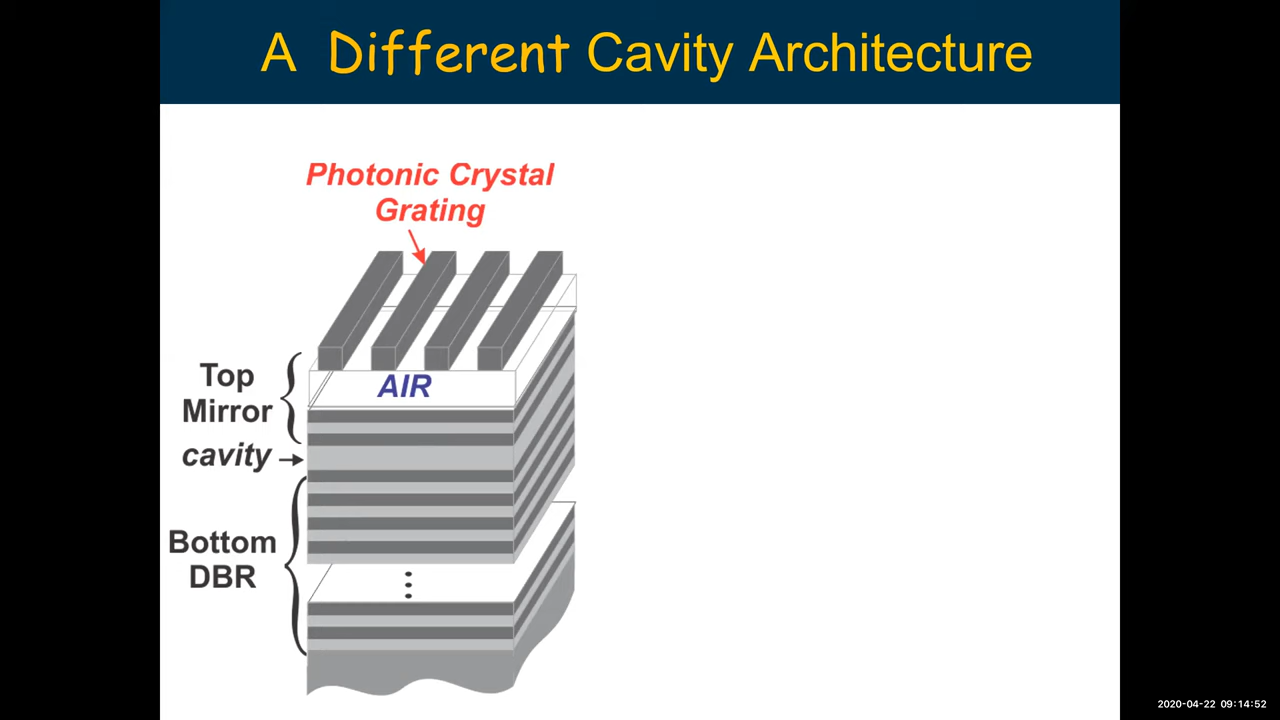 A Different Cavity Architecture
Photonic Crystal
Grating
AIR
Top
Mirror
cavity
Bottom
DBR
2020-04-22 09:14:52